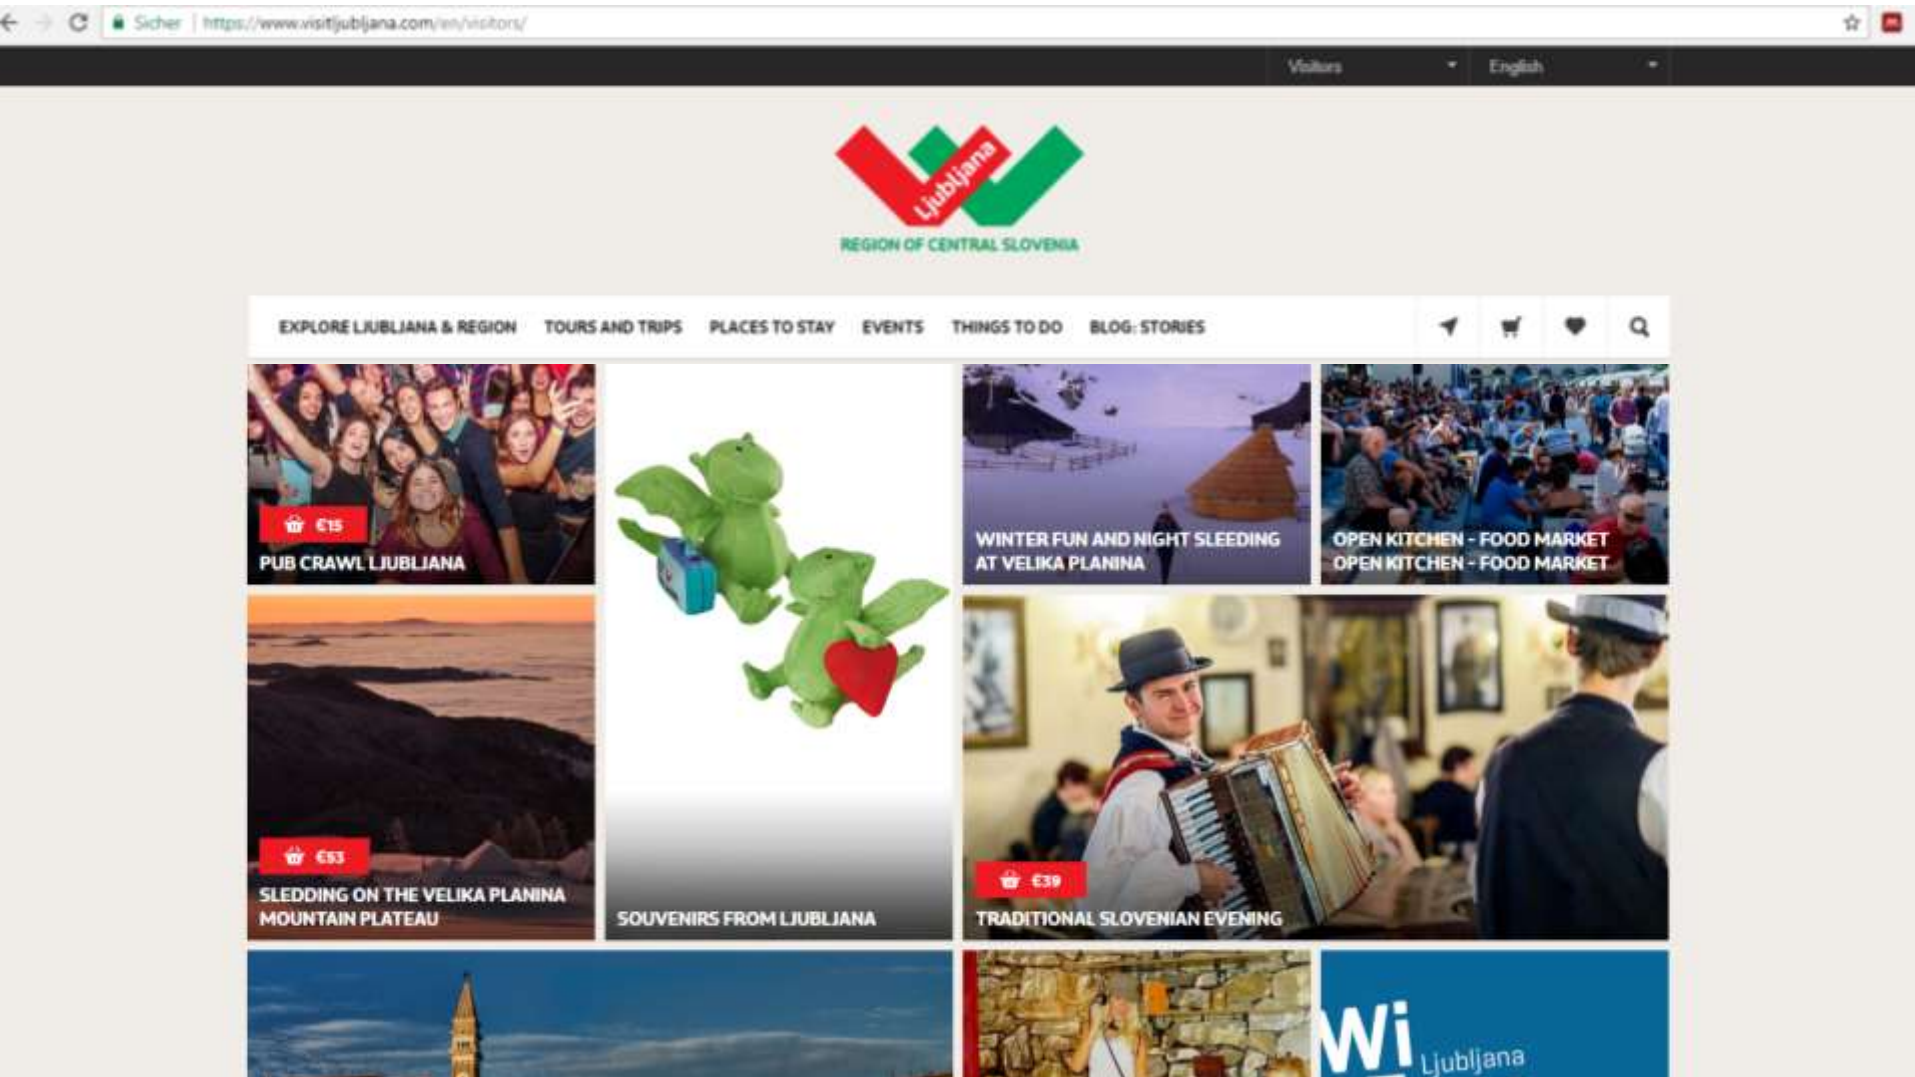 Sicher | https://www.visitljubljana.com/en/visitors/
Visitors
English
Ljubljana
REGION OF CENTRAL SLOVENIA
EXPLORE LJUBLJANA & REGION
TOURS AND TRIPS
PLACES TO STAY
EVENTS
THINGS TO DO
BLOG: STORIES
€15
PUB CRAWL LJUBLJANA
WINTER FUN AND NIGHT SLEEDING
AT VELIKA PLANINA
OPEN KITCHEN - FOOD MARKET
OPEN KITCHEN - FOOD MARKET
€53
SLEDDING ON THE VELIKA PLANINA
MOUNTAIN PLATEAU
SOUVENIRS FROM LJUBLJANA
€39
TRADITIONAL SLOVENIAN EVENING
Wi
Ljubljana